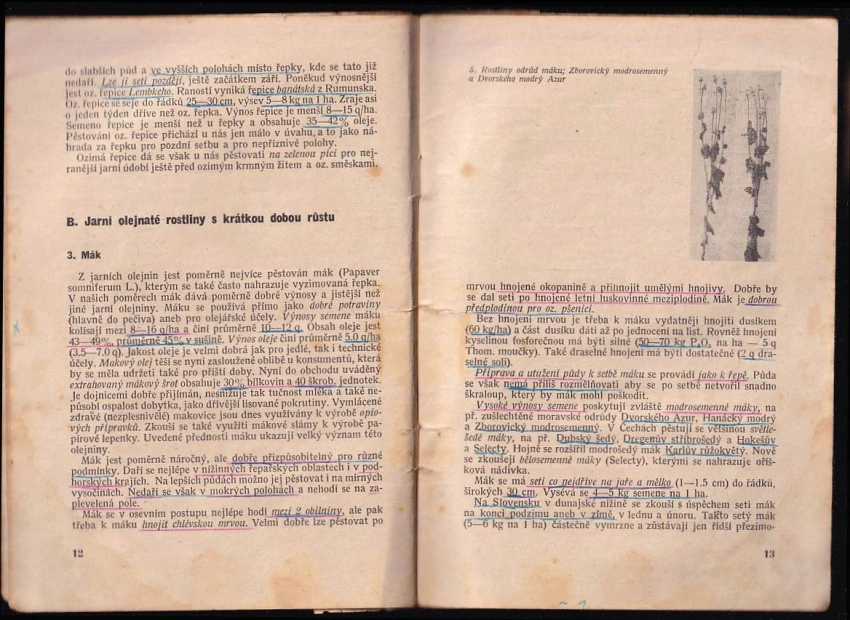 do slabších půd a ve vyšších polohách místo řepky, kde se tato již
nedaří. Lze ji seti později, ještě začátkem září. Poněkud výnosnější
jest oz. řepice Lembkeho. Raností vyniká řepice banátská z Rumunska.
Oz. řepice se seje do řádků 25—30 cm, výsev 5—8 kg na 1 ha. Zraje asi
o jeden týden dříve než oz. řepka. Výnos řepice je menší 8—15 q/ha.
Semeno řepice je menší než u řepky a obsahuje 35—42% oleje.
Pěstování oz. řepice přichází u nás jen málo v úvahu, a to jako ná-
hrada za řepku pro pozdní setbu a pro nepříznivé polohy.
Ozimá řepice dá se však u nás pěstovati na zelenou píci pro nej-
ranější jarní údobí ještě před ozimým krmným žitem a oz. směskami.
B. Jarní olejnaté rostliny s krátkou dobou růstu
3. Mák
Z jarních olejnin jest poměrně nejvíce pěstován mák (Papaver
somniferum L.), kterým se také často nahrazuje vyzimovaná řepka.
V našich poměrech mák dává poměrně dobré výnosy a jistější než
jiné jarní olejniny. Máku se používá přímo jako dobré potraviny
(hlavně do pečiva) aneb pro olejářské účely. Výnosy semene máku
kolísají mezi 8—16 q/ha a činí průměrně 10—12 q. Obsah oleje jest
43—49%, průměrně 45% v sušině. Výnos oleje činí průměrně 5.0 q/ha
(3.5—7.0 q). Jakost oleje je velmi dobrá jak pro jedlé, tak i technické
účely. Makový olej těší se nyní zasloužené oblibě u konsumentů, která
by se měla udržeti také pro příští doby. Nyní do obchodu uváděný
extrahovaný mákový šrot obsahuje 30% bílkovin a 40 škrob. jednotek.
Je dojnicemi dobře přijímán, nesnižuje tak tučnost mléka a také ne-
působí ospalost dobytka, jako dřívější lisované pokrutiny. Vymlácené
zdravé (nezplesnivělé) makovice jsou dnes využívány k výrobě opio-
vých přípravků. Zkouší se také využíti mákové slámy k výrobě pa-
pírové lepenky. Uvedené přednosti máku ukazují velký význam této
olejniny.
Mák jest poměrně náročný, ale dobře přizpůsobitelný pro různé
podmínky. Daří se nejlépe v nížinných řepařských oblastech i v pod-
horských krajích. Na lepších půdách možno jej pěstovat i na mírných
vysočinách. Nedaří se však v mokrých polohách a nehodí se na za-
plevelená pole.
Mák se v osevním postupu nejlépe hodí mezi 2 obilniny, ale pak
třeba k máku hnojit chlévskou mrvou. Velmi dobře lze pěstovat po
12
5. Rostliny odrůd máku; Zborovický modrosemenný
a Dvorského modrý Azur
mrvou hnojené okopanině a přihnojit umělými hnojivy. Dobře by
se dal seti po hnojené letní luskovinné meziplodině. Mák je dobrou
předplodinou pro oz. pšenici.
Bez hnojení mrvou je třeba k máku vydatněji hnojiti dusíkem
(60 kg/ha) a část dusíku dáti až po jednocení na list. Rovněž hnojení
kyselinou fosforečnou má býti silné (50—70 kg P₂O₅ na ha — 5 q
Thom. moučky). Také draselné hnojení má býti dostatečné (2 q dra-
selné soli).
Příprava a utužení půdy k setbě máku se provádí jako k řepě. Půda
se však nemá příliš rozmělňovati aby se po setbě netvořil snadno
škraloup, který by mák mohl poškodit.
Vysoké výnosy semene poskytují zvláště modrosemenné máky, na
př. zušlechtěné moravské odrůdy Dvorského Azur, Hanácký modrý
a Zborovický modrosemenný. V Čechách pěstují se většinou světle-
šedé máky, na př. Dubský šedý, Dregerův stříbrošedý a Hokešův
a Selecty. Hojně se rozšířil modrošedý mák Karlův růžokvětý. Nově
se zkoušejí bělosemenné máky (Selecty), kterými se nahrazuje oříš-
ková nádivka.
Mák se má seti co nejdříve na jaře a mělko (1—1.5 cm) do řádků,
širokých 30 cm. Vysévá se 4—5 kg semene na 1 ha.
Na Slovensku v dunajské nížině se zkouší s úspěchem seti mák
na konci podzimu aneb v zimě, v lednu a únoru. Takto setý mák
(5—6 kg na 1 ha) částečně vymrzne a zůstávají jen řidší přezimo-
13